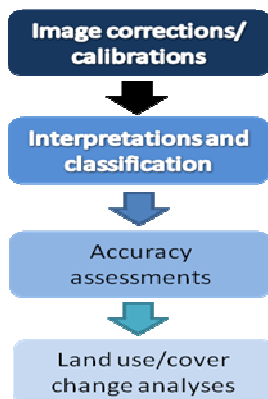 Image corrections/
calibrations
Interpretations and
classification
Accuracy
assessments
Land use/cover
change analyses